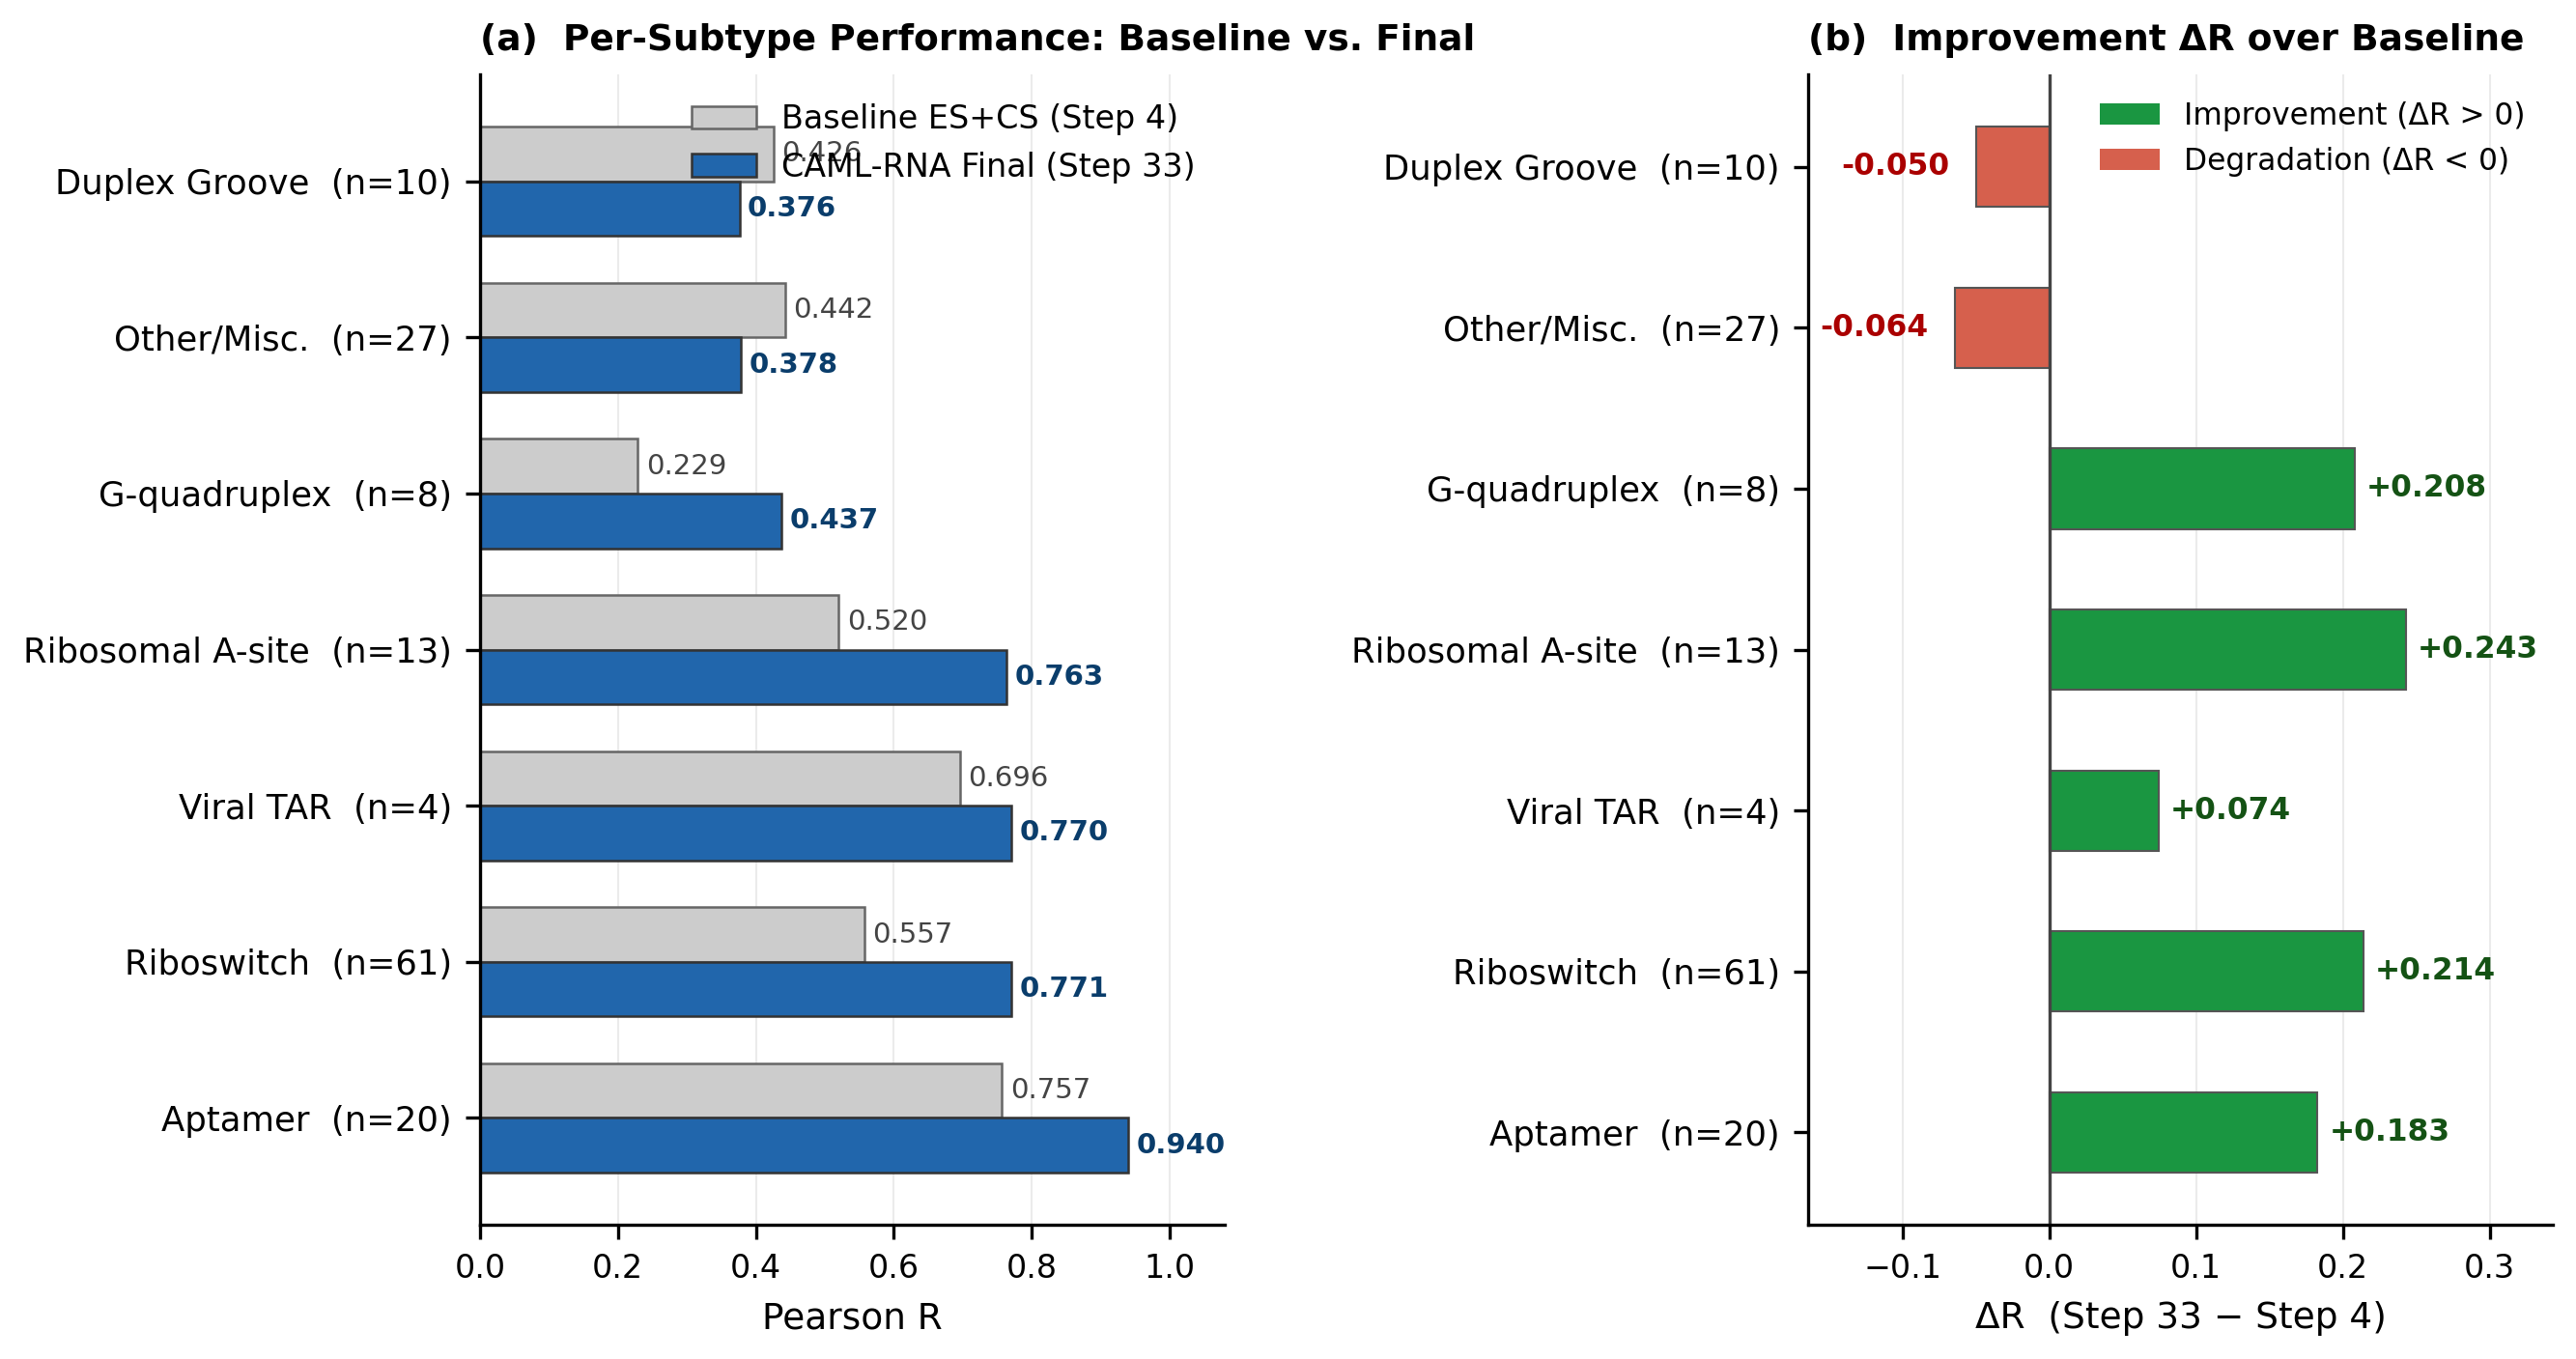 (a)  Per-Subtype Performance: Baseline vs. Final
Baseline ES+CS (Step 4)
CAML-RNA Final (Step 33)
Duplex Groove  (n=10)
0.426
0.376
Other/Misc.  (n=27)
0.442
0.378
G-quadruplex  (n=8)
0.229
0.437
Ribosomal A-site  (n=13)
0.520
0.763
Viral TAR  (n=4)
0.696
0.770
Riboswitch  (n=61)
0.557
0.771
Aptamer  (n=20)
0.757
0.940
0.0 0.2 0.4 0.6 0.8 1.0
Pearson R
(b)  Improvement ΔR over Baseline
Improvement (ΔR > 0)
Degradation (ΔR < 0)
Duplex Groove  (n=10)
-0.050
Other/Misc.  (n=27)
-0.064
G-quadruplex  (n=8)
+0.208
Ribosomal A-site  (n=13)
+0.243
Viral TAR  (n=4)
+0.074
Riboswitch  (n=61)
+0.214
Aptamer  (n=20)
+0.183
−0.1 0.0 0.1 0.2 0.3
ΔR  (Step 33 − Step 4)